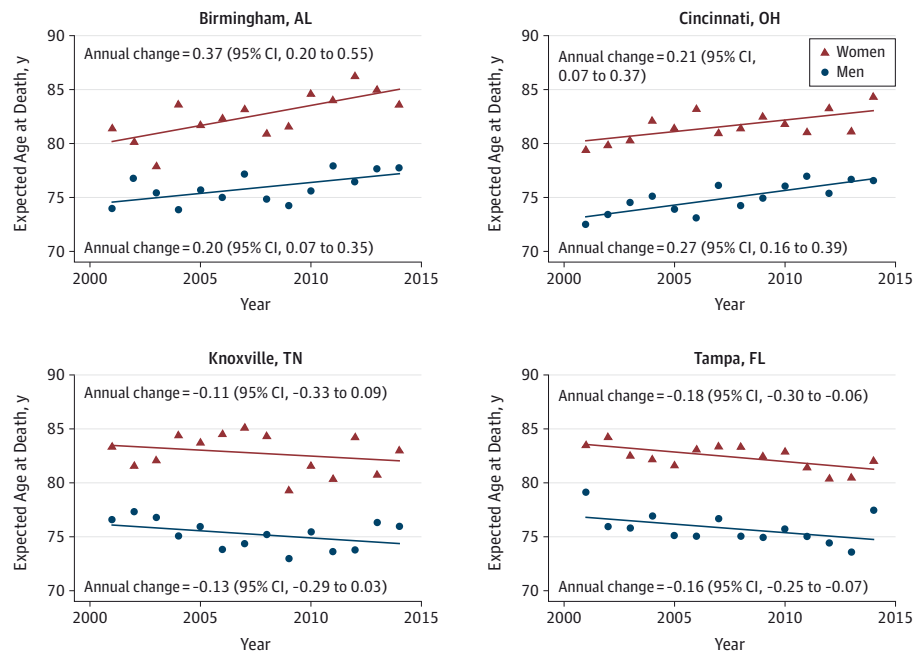 Birmingham, AL
90
85
80
75
70
Expected Age at Death, y
Annual change = 0.37 (95% CI, 0.20 to 0.55)
Annual change = 0.20 (95% CI, 0.07 to 0.35)
2000 2005 2010 2015
Year
Cincinnati, OH
90
85
80
75
70
Expected Age at Death, y
Annual change = 0.21 (95% CI,
0.07 to 0.37)
Women
Men
Annual change = 0.27 (95% CI, 0.16 to 0.39)
2000 2005 2010 2015
Year
Knoxville, TN
90
85
80
75
70
Expected Age at Death, y
Annual change = -0.11 (95% CI, -0.33 to 0.09)
Annual change = -0.13 (95% CI, -0.29 to 0.03)
2000 2005 2010 2015
Year
Tampa, FL
90
85
80
75
70
Expected Age at Death, y
Annual change = -0.18 (95% CI, -0.30 to -0.06)
Annual change = -0.16 (95% CI, -0.25 to -0.07)
2000 2005 2010 2015
Year